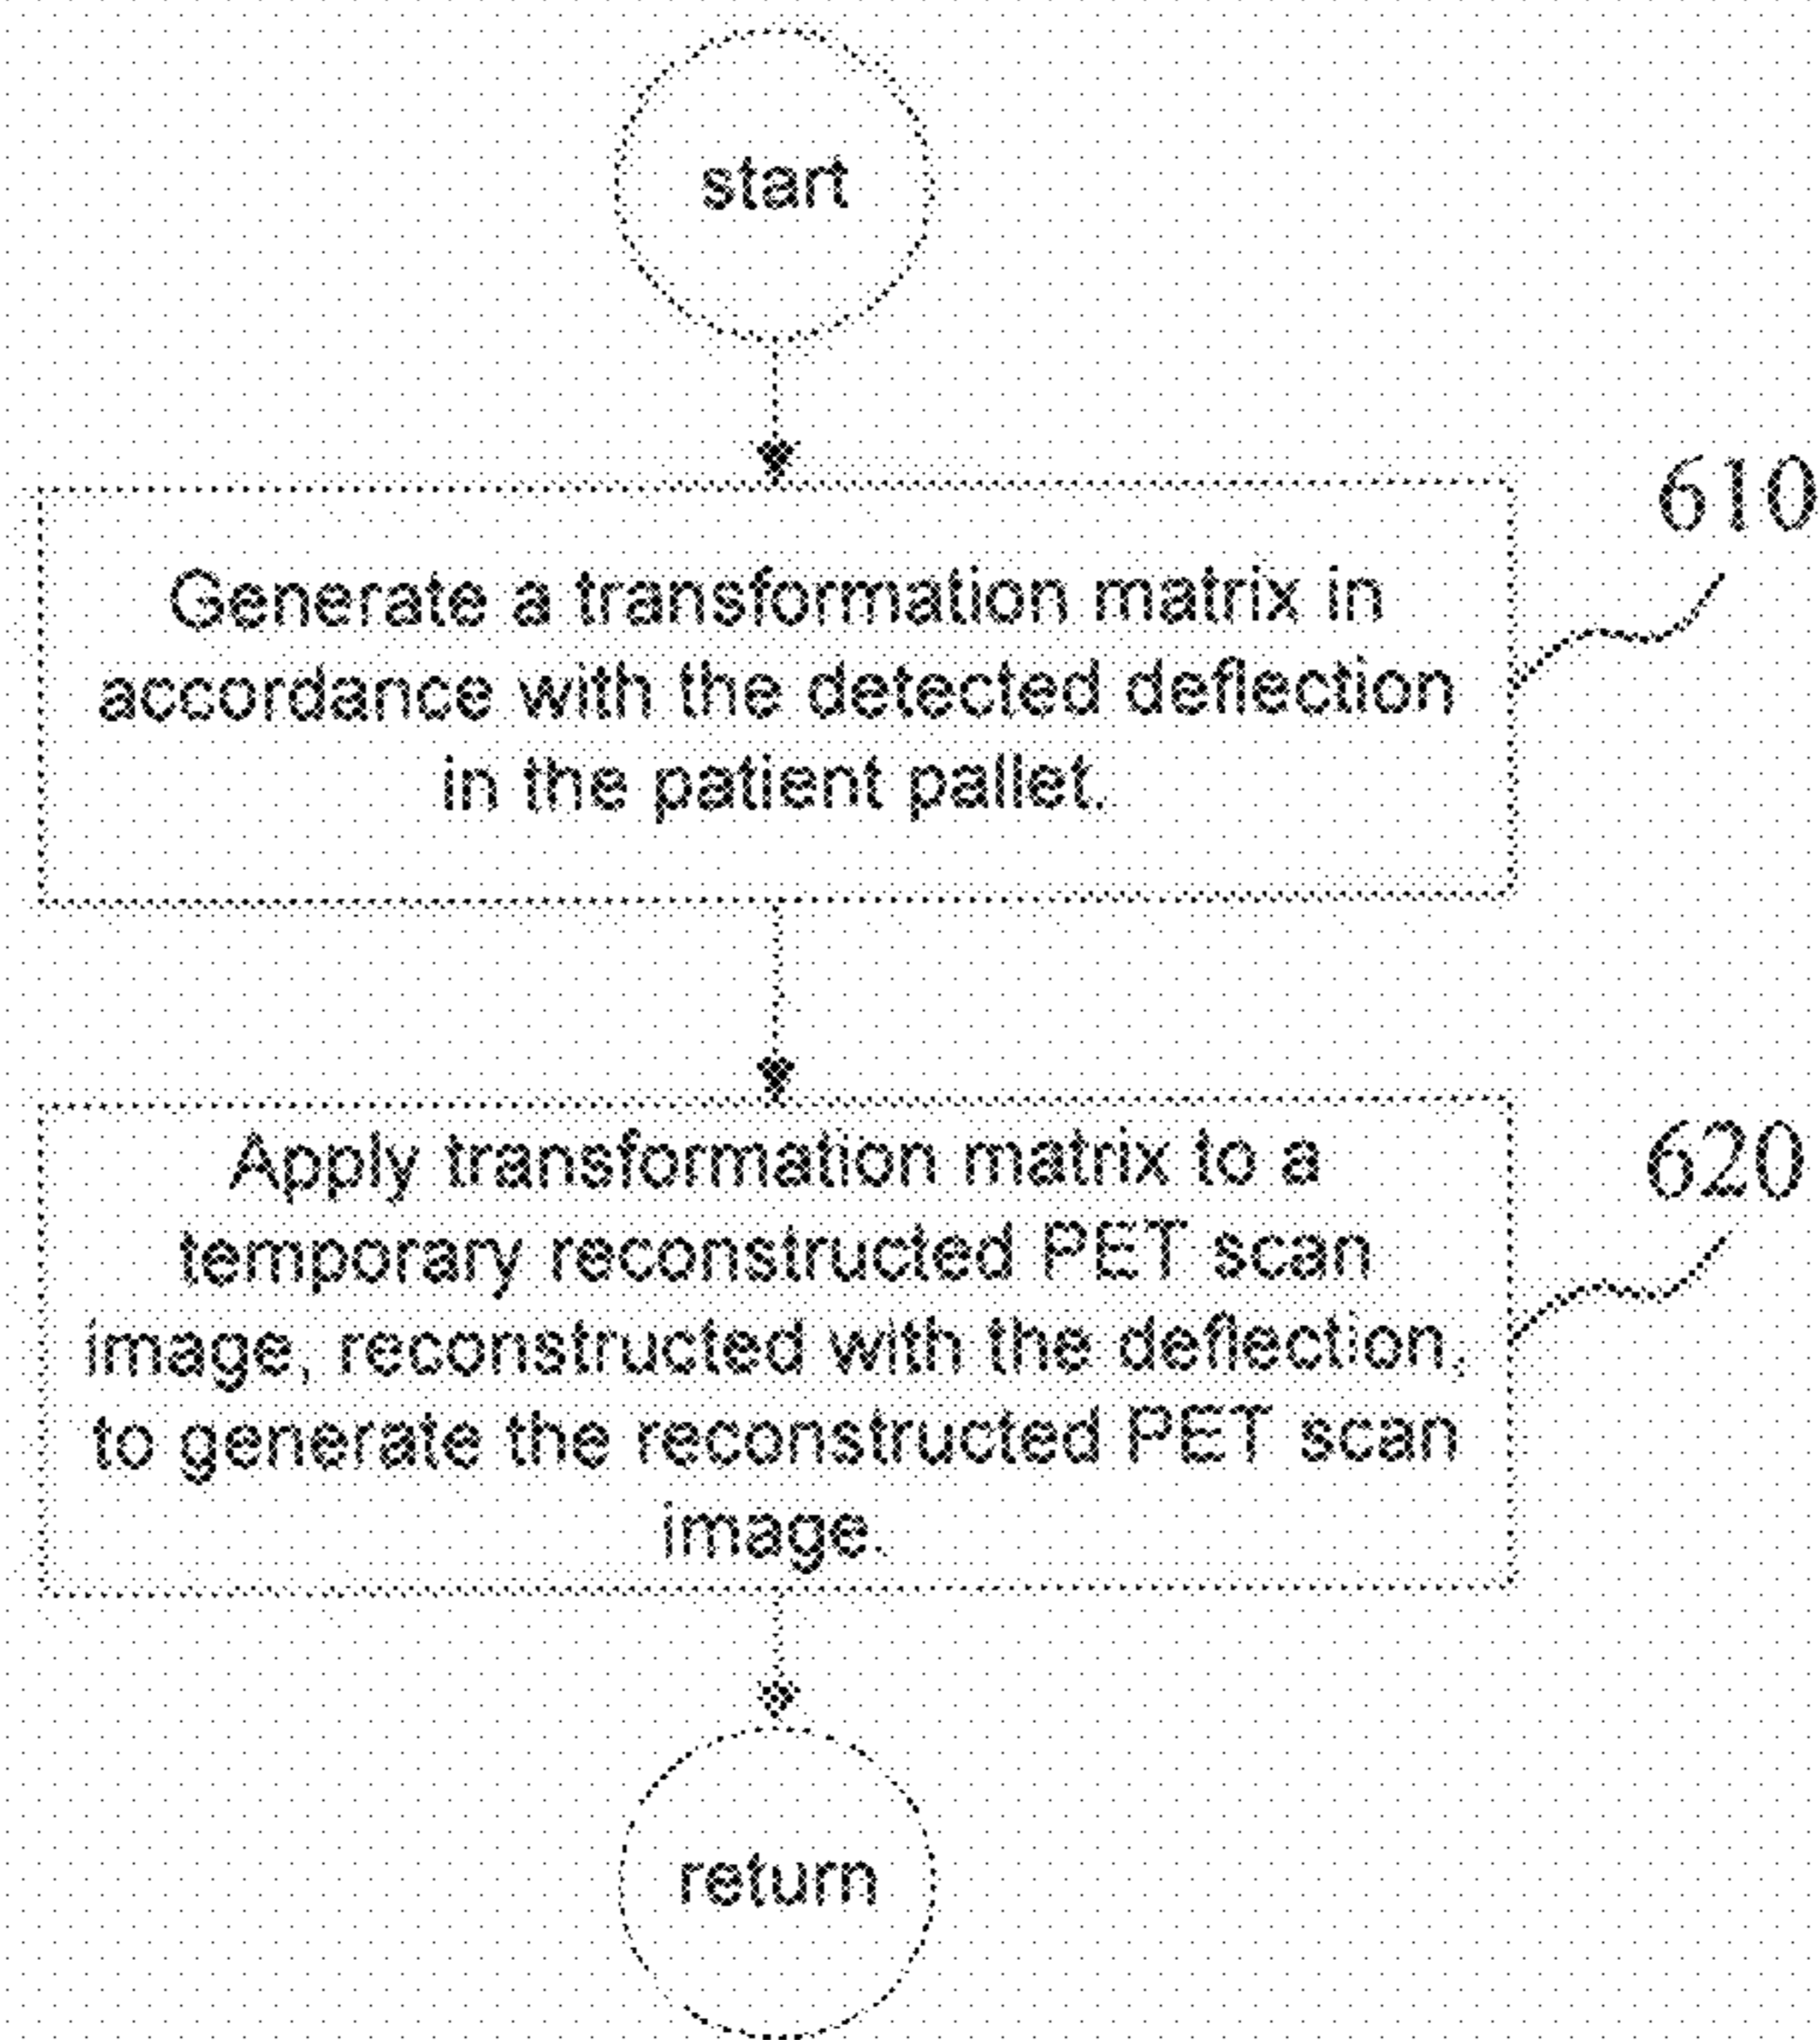 start
610
Generate a transformation matrix in
accordance with the detected deflection
in the patient pallet.
620
Apply transformation matrix to a
temporary reconstructed PET scan
image, reconstructed with the deflection,
to generate the reconstructed PET scan
image.
return